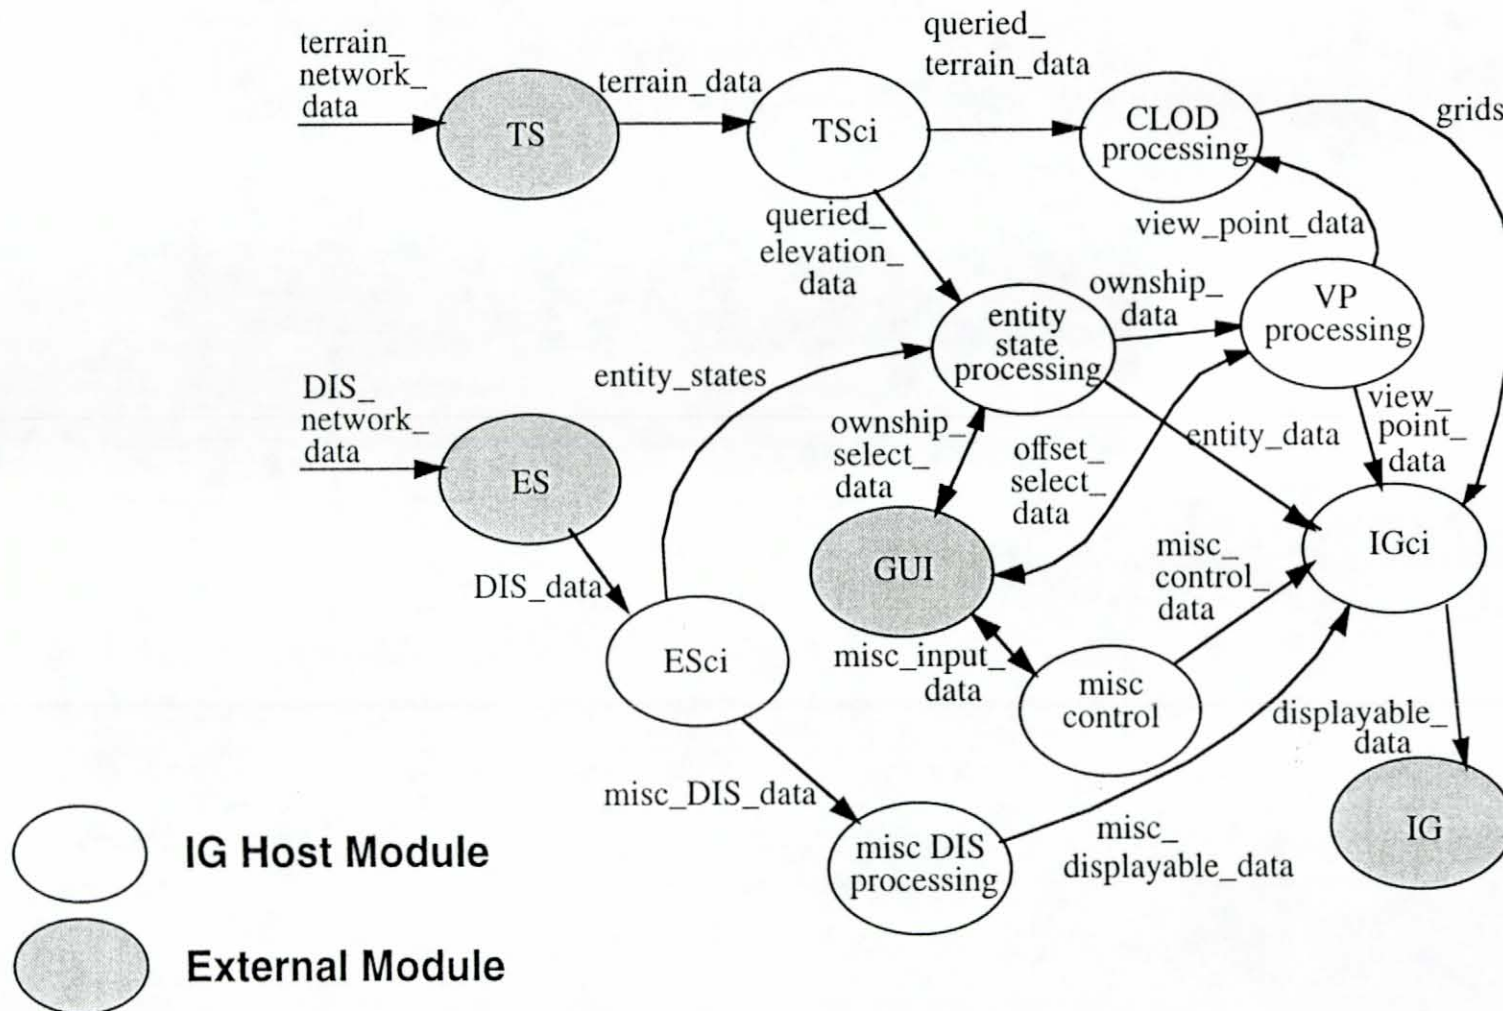 terrain_
network_
data
TS
terrain_data
TSci
queried_
terrain_data
CLOD
processing
grids
queried_
elevation_
data
view_point_data
VP
processing
ownship_
data
entity
state
processing
entity_states
DIS_
network_
data
ES
DIS_data
ESci
ownship_
select_
data
offset_
select_
data
entity_data
view_
point_
data
GUI
IGci
misc_
control_
data
misc_input_
data
misc
control
displayable_
data
IG
misc_DIS_data
misc DIS
processing
misc_
displayable_data
IG Host Module
External Module